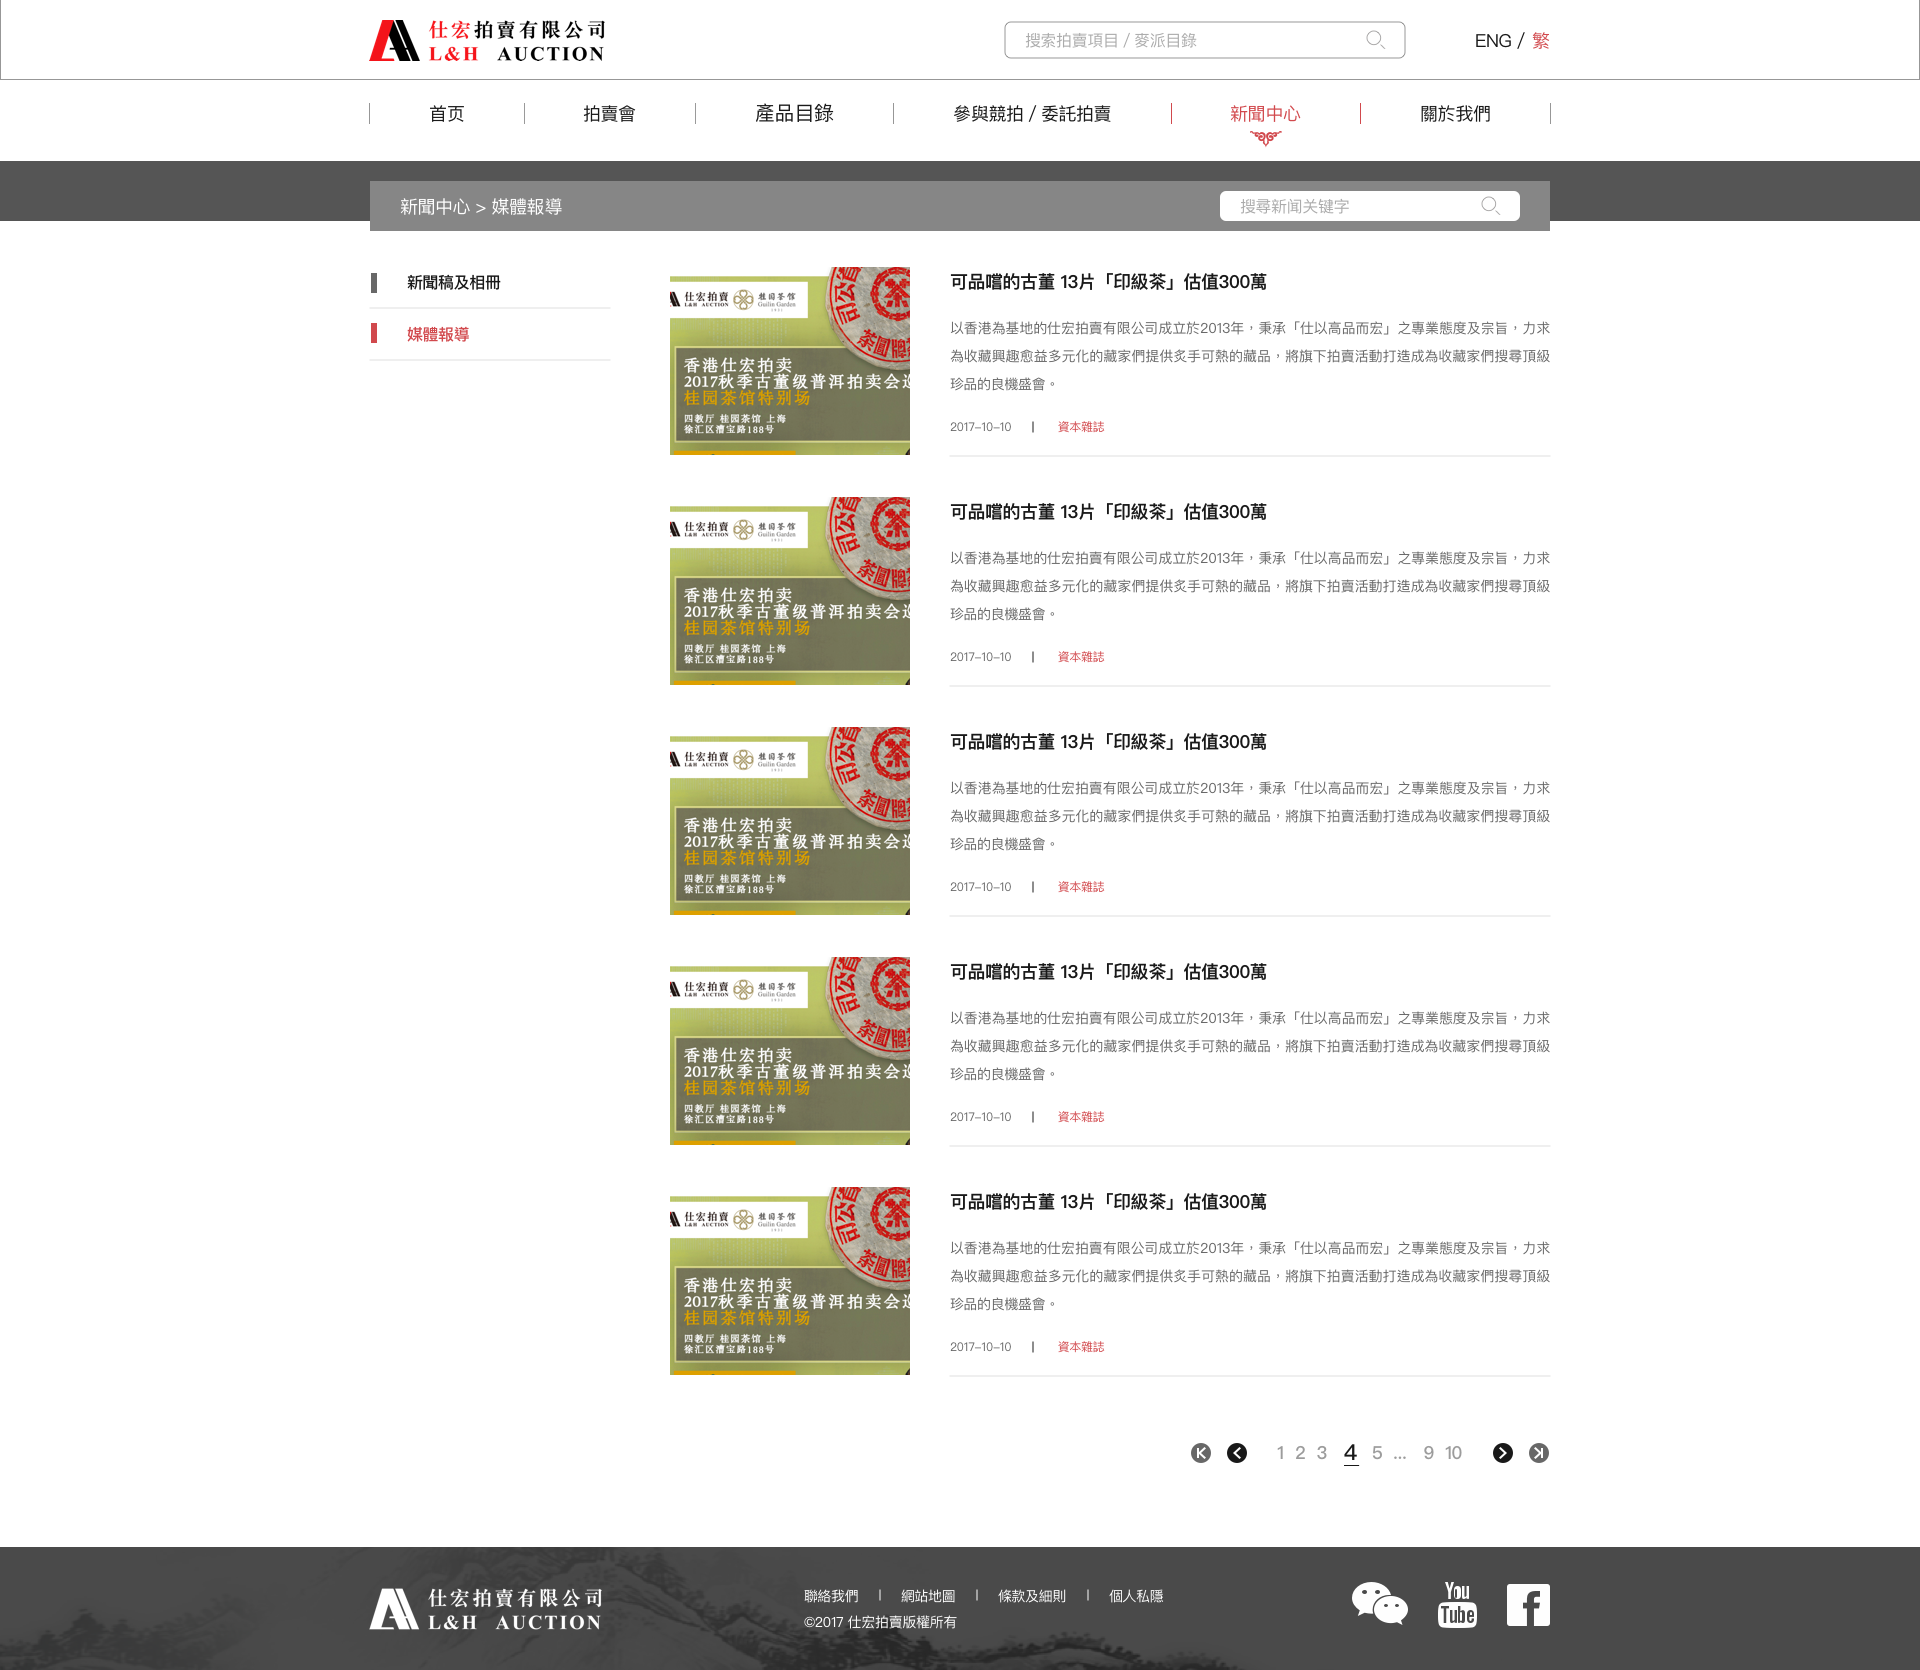 仕宏拍賣有限公司
L&H AUCTION
搜索拍賣項目 / 麥派目錄
ENG / 繁
首页
拍賣會
產品目錄
參與競拍 / 委託拍賣
新聞中心
關於我們
新聞中心 > 媒體報導
搜尋新闻关键字
新聞稿及相冊
媒體報導
仕宏拍賣
L&H AUCTION
桂园茶馆
Guilin Garden
香港仕宏拍卖
2017秋季古董级普洱拍卖会
桂园茶馆特别场
四教厅 桂园茶馆 上海
徐汇区漕宝路188号
可品嚐的古董 13片「印級茶」估值300萬
以香港為基地的仕宏拍賣有限公司成立於2013年，秉承「仕以高品而宏」之專業態度及宗旨，力求
為收藏興趣愈益多元化的藏家們提供炙手可熱的藏品，將旗下拍賣活動打造成為收藏家們搜尋頂級
珍品的良機盛會。
2017-10-10 | 資本雜誌
仕宏拍賣
L&H AUCTION
桂园茶馆
Guilin Garden
香港仕宏拍卖
2017秋季古董级普洱拍卖会
桂园茶馆特别场
四教厅 桂园茶馆 上海
徐汇区漕宝路188号
可品嚐的古董 13片「印級茶」估值300萬
以香港為基地的仕宏拍賣有限公司成立於2013年，秉承「仕以高品而宏」之專業態度及宗旨，力求
為收藏興趣愈益多元化的藏家們提供炙手可熱的藏品，將旗下拍賣活動打造成為收藏家們搜尋頂級
珍品的良機盛會。
2017-10-10 | 資本雜誌
仕宏拍賣
L&H AUCTION
桂园茶馆
Guilin Garden
香港仕宏拍卖
2017秋季古董级普洱拍卖会
桂园茶馆特别场
四教厅 桂园茶馆 上海
徐汇区漕宝路188号
可品嚐的古董 13片「印級茶」估值300萬
以香港為基地的仕宏拍賣有限公司成立於2013年，秉承「仕以高品而宏」之專業態度及宗旨，力求
為收藏興趣愈益多元化的藏家們提供炙手可熱的藏品，將旗下拍賣活動打造成為收藏家們搜尋頂級
珍品的良機盛會。
2017-10-10 | 資本雜誌
仕宏拍賣
L&H AUCTION
桂园茶馆
Guilin Garden
香港仕宏拍卖
2017秋季古董级普洱拍卖会
桂园茶馆特别场
四教厅 桂园茶馆 上海
徐汇区漕宝路188号
可品嚐的古董 13片「印級茶」估值300萬
以香港為基地的仕宏拍賣有限公司成立於2013年，秉承「仕以高品而宏」之專業態度及宗旨，力求
為收藏興趣愈益多元化的藏家們提供炙手可熱的藏品，將旗下拍賣活動打造成為收藏家們搜尋頂級
珍品的良機盛會。
2017-10-10 | 資本雜誌
仕宏拍賣
L&H AUCTION
桂园茶馆
Guilin Garden
香港仕宏拍卖
2017秋季古董级普洱拍卖会
桂园茶馆特别场
四教厅 桂园茶馆 上海
徐汇区漕宝路188号
可品嚐的古董 13片「印級茶」估值300萬
以香港為基地的仕宏拍賣有限公司成立於2013年，秉承「仕以高品而宏」之專業態度及宗旨，力求
為收藏興趣愈益多元化的藏家們提供炙手可熱的藏品，將旗下拍賣活動打造成為收藏家們搜尋頂級
珍品的良機盛會。
2017-10-10 | 資本雜誌
1 2 3 4 5 ... 9 10
仕宏拍賣有限公司
L&H AUCTION
聯絡我們 | 網站地圖 | 條款及細則 | 個人私隱
©2017 仕宏拍賣版權所有
You
Tube